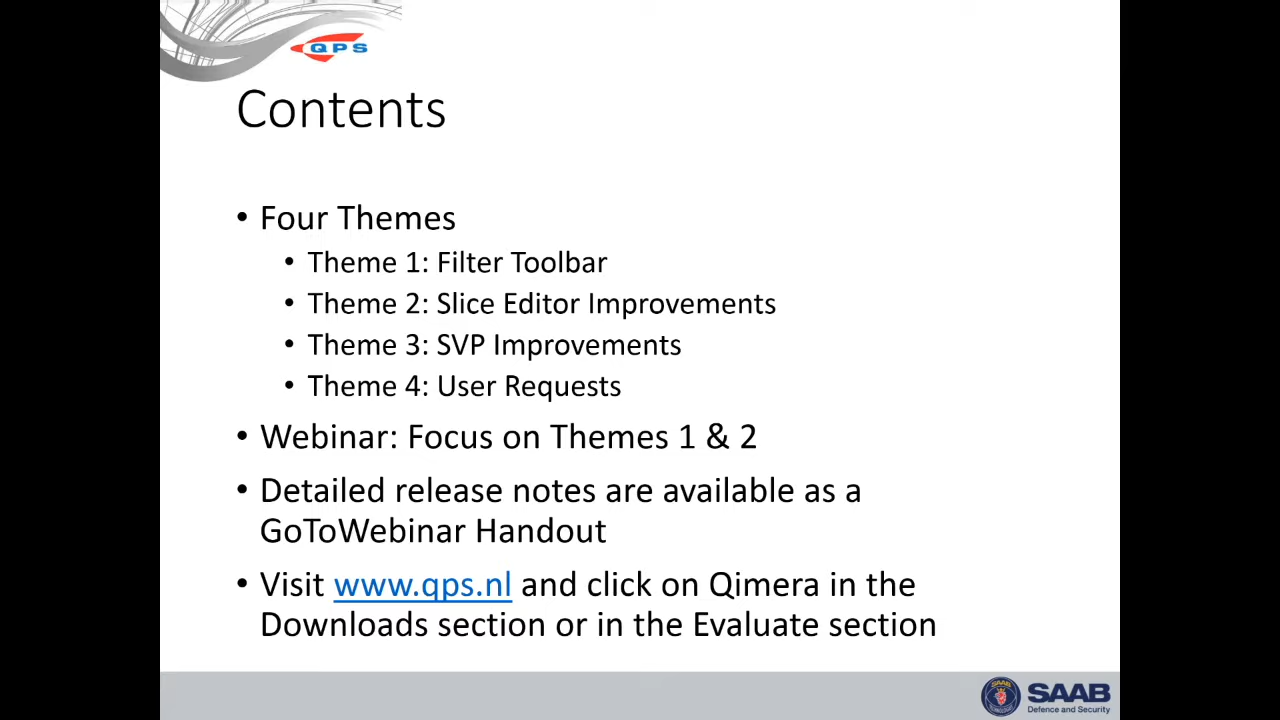 QPS
Contents
• Four Themes
• Theme 1: Filter Toolbar
• Theme 2: Slice Editor Improvements
• Theme 3: SVP Improvements
• Theme 4: User Requests
• Webinar: Focus on Themes 1 & 2
• Detailed release notes are available as a
GoToWebinar Handout
• Visit www.qps.nl and click on Qimera in the
Downloads section or in the Evaluate section
SAAB
Defence and Security